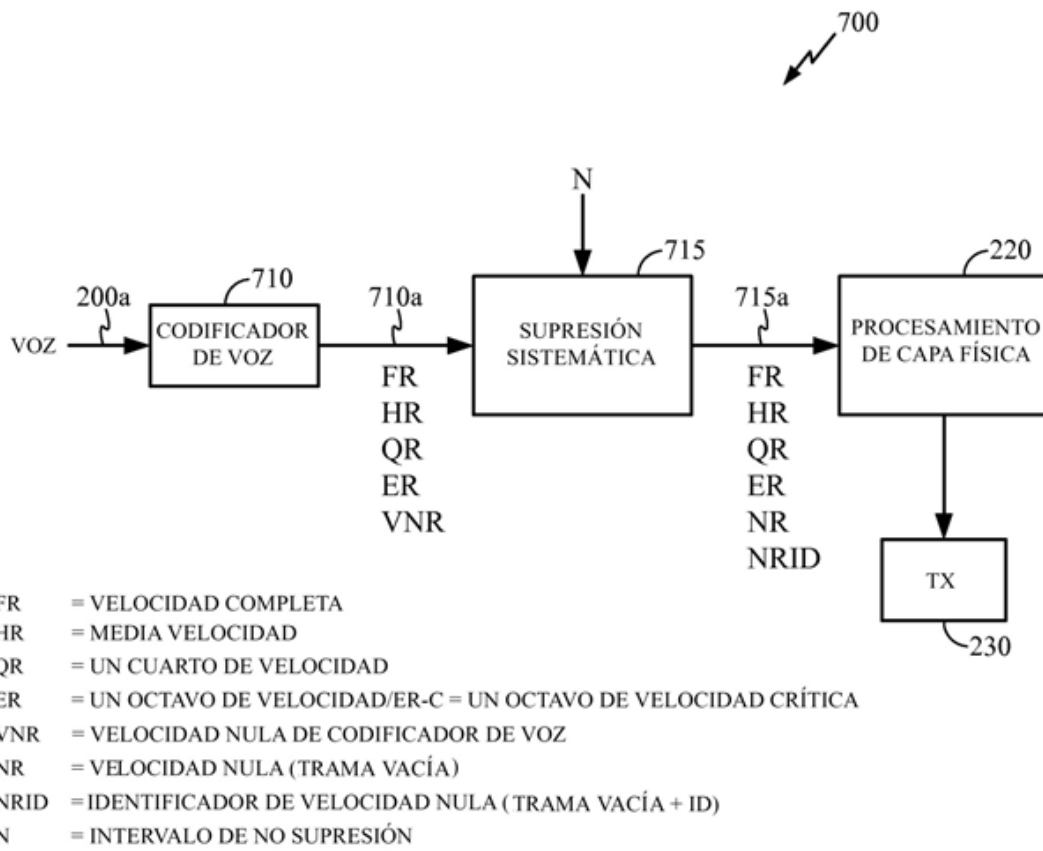 700
N
715
220
710
200a
710a
715a
VOZ
CODIFICADOR
DE VOZ
SUPRESIÓN
SISTEMÁTICA
PROCESAMIENTO
DE CAPA FÍSICA
FR
HR
QR
ER
VNR
FR
HR
QR
ER
NR
NRID
TX
230
FR = VELOCIDAD COMPLETA
HR = MEDIA VELOCIDAD
QR = UN CUARTO DE VELOCIDAD
ER = UN OCTAVO DE VELOCIDAD/ER-C = UN OCTAVO DE VELOCIDAD CRÍTICA
VNR = VELOCIDAD NULA DE CODIFICADOR DE VOZ
NR = VELOCIDAD NULA (TRAMA VACÍA)
NRID = IDENTIFICADOR DE VELOCIDAD NULA (TRAMA VACÍA + ID)
N = INTERVALO DE NO SUPRESIÓN